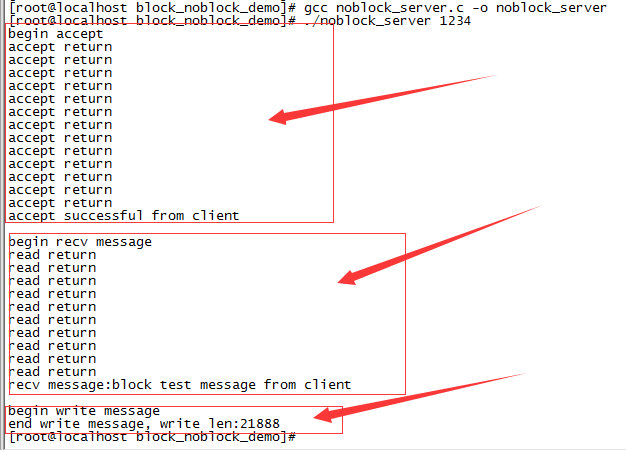 [root@localhost block_noblock_demo]# gcc noblock_server.c -o noblock_server
[root@localhost block_noblock_demo]# ./noblock_server 1234
begin accept
accept return
accept return
accept return
accept return
accept return
accept return
accept return
accept return
accept return
accept return
accept return
accept return
accept return
accept successful from client
begin recv message
read return
read return
read return
read return
read return
read return
read return
read return
read return
read return
recv message:block test message from client
begin write message
end write message, write len:21888
[root@localhost block_noblock_demo]#